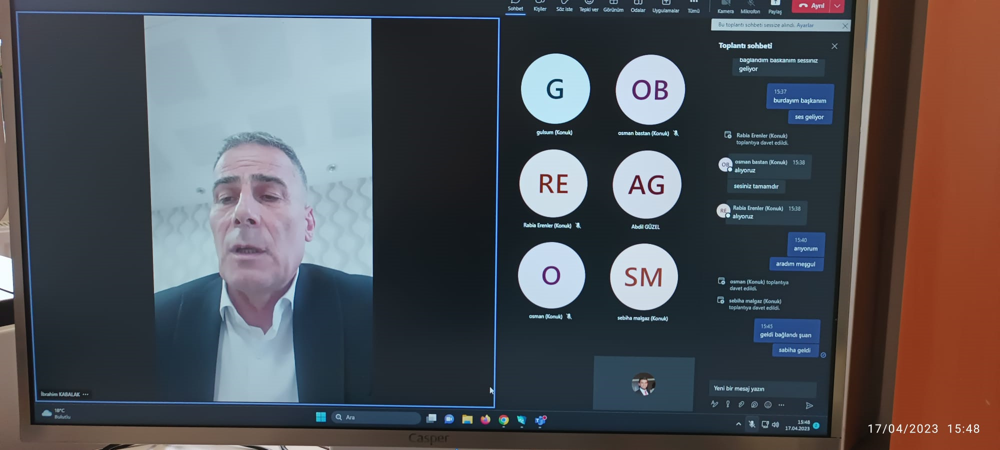 Sohbet
Kişiler
Söz iste
Tepki ver
Görünüm
Odalar
Uygulamalar
Tümü
Kamera
Mikrofon
Paylaş
Ayrıl
Bu toplantı sohbeti sessize alındı. Ayarlar
Toplantı sohbeti
bağlandım başkanım sessiniz
geliyor
15:37
burdayım başkanım
ses geliyor
Rabia Erenler (Konuk)
toplantıya davet edildi.
OB
osman bastan (Konuk) 15:38
alıyoruz
sesiniz tamamdır
RE
Rabia Erenler (Konuk) 15:38
alıyoruz
15:40
arıyorum
aradım meşgul
osman (Konuk) toplantıya
davet edildi.
sebiha malgaz (Konuk)
toplantıya davet edildi.
15:45
geldi bağlandı şuan
sabiha geldi
Yeni bir mesaj yazın
G
gulsum (Konuk)
OB
osman bastan (Konuk)
RE
Rabia Erenler (Konuk)
AG
Abdil GÜZEL
O
osman (Konuk)
SM
sebiha malgaz (Konuk)
İbrahim KABALAK ...
18°C
Bulutlu
Ara
15:48
17.04.2023
2
Casper
17/04/2023 15:48